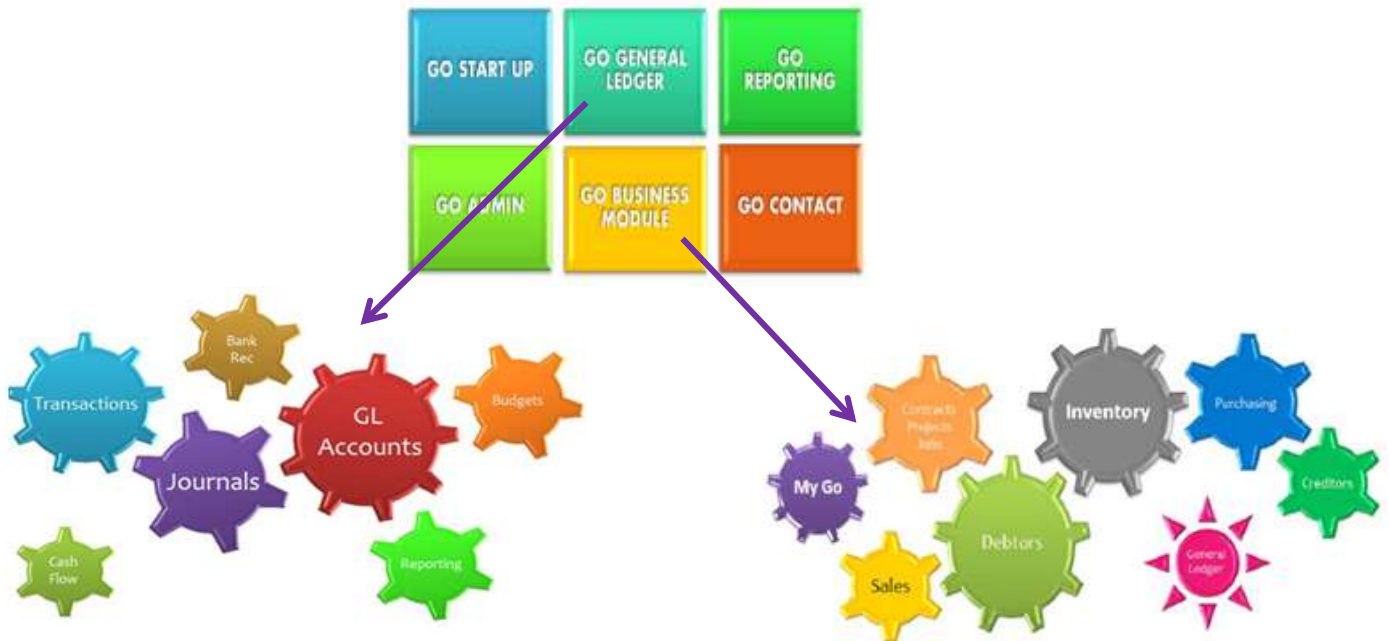 GO START UP
GO GENERAL
LEDGER
GO
REPORTING
GO ADMIN
GO BUSINESS
MODULE
GO CONTACT
Transactions
Bank
Rec
GL
Accounts
Budgets
Journals
Cash
Flow
Reporting
Contracts
Projects
Jobs
Inventory
Purchasing
My Go
Creditors
Debtors
Sales
General
Ledger